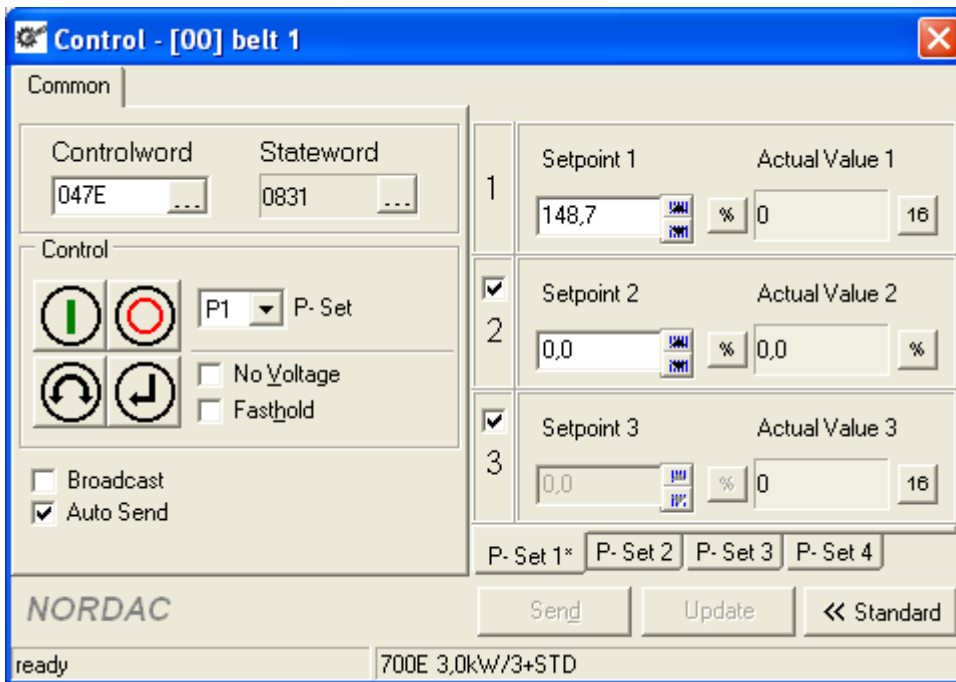 Control - [00] belt 1
Common
Controlword Stateword
047E ... 0831 ...
Control
P1 P- Set
No Voltage
Fasthold
Broadcast
Auto Send
1
Setpoint 1 Actual Value 1
148,7 % 0 16
2
Setpoint 2 Actual Value 2
0,0 % 0,0 %
3
Setpoint 3 Actual Value 3
0,0 % 0 16
P- Set 1* P- Set 2 P- Set 3 P- Set 4
NORDAC Send Update << Standard
ready 700E 3,0kW/3+STD